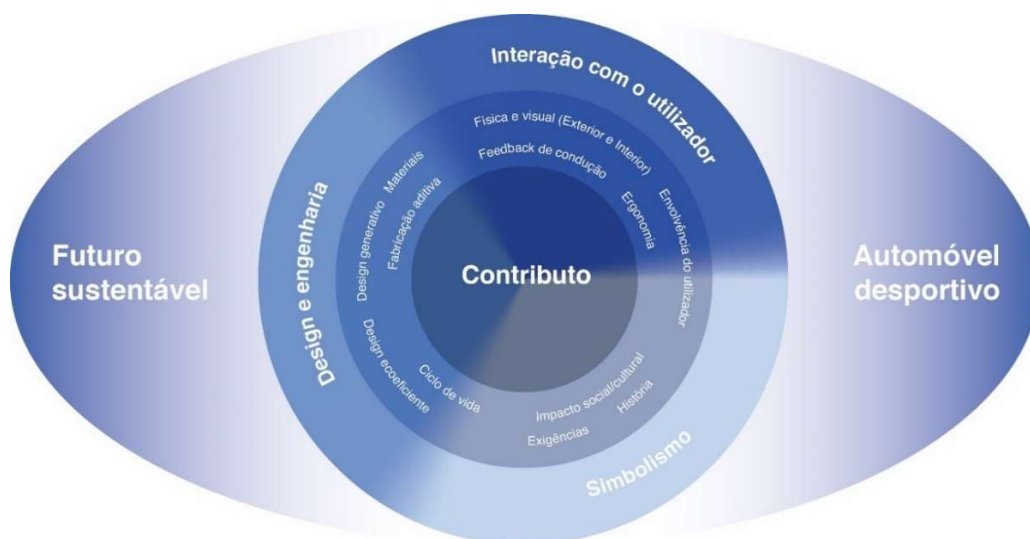 Interação com o utilizador
Física e visual (Exterior e Interior)
Feedback de condução
Ergonomia
Envolvência do utilizador
Design e engenharia
Materiais
Fabricação aditiva
Design generativo
Design ecoeficiente
Ciclo de vida
Futuro
sustentável
Contributo
Automóvel
desportivo
Impacto social/cultural
História
Exigências
Simbolismo